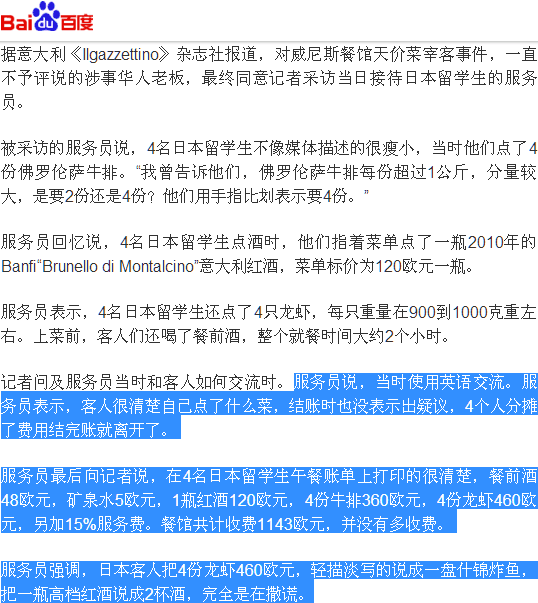 Bai du 百度
据意大利《Ilgazzettino》杂志社报道，对威尼斯餐馆天价菜宰客事件，一直
不予评说的涉事华人老板，最终同意记者采访当日接待日本留学生的服务
员。
被采访的服务员说，4名日本留学生不像媒体描述的很瘦小，当时他们点了4
份佛罗伦萨牛排。“我曾告诉他们，佛罗伦萨牛排每份超过1公斤，分量较
大，是要2份还是4份？他们用手指比划表示要4份。”
服务员回忆说，4名日本留学生点酒时，他们指着菜单点了一瓶2010年的
Banfi“Brunello di Montalcino”意大利红酒，菜单标价为120欧元一瓶。
服务员表示，4名日本留学生还点了4只龙虾，每只重量在900到1000克重左
右。上菜前，客人们还喝了餐前酒，整个就餐时间大约2个小时。
记者问及服务员当时和客人如何交流时。服务员说，当时使用英语交流。服
务员表示，客人很清楚自己点了什么菜，结账时也没表示出疑议，4个人分摊
了费用结完账就离开了。
服务员最后向记者说，在4名日本留学生午餐账单上打印的很清楚，餐前酒
48欧元，矿泉水5欧元，1瓶红酒120欧元，4份牛排360欧元，4份龙虾460欧
元，另加15%服务费。餐馆共计收费1143欧元，并没有多收费。
服务员强调，日本客人把4份龙虾460欧元，轻描淡写的说成一盘什锦炸鱼，
把一瓶高档红酒说成2杯酒，完全是在撒谎。